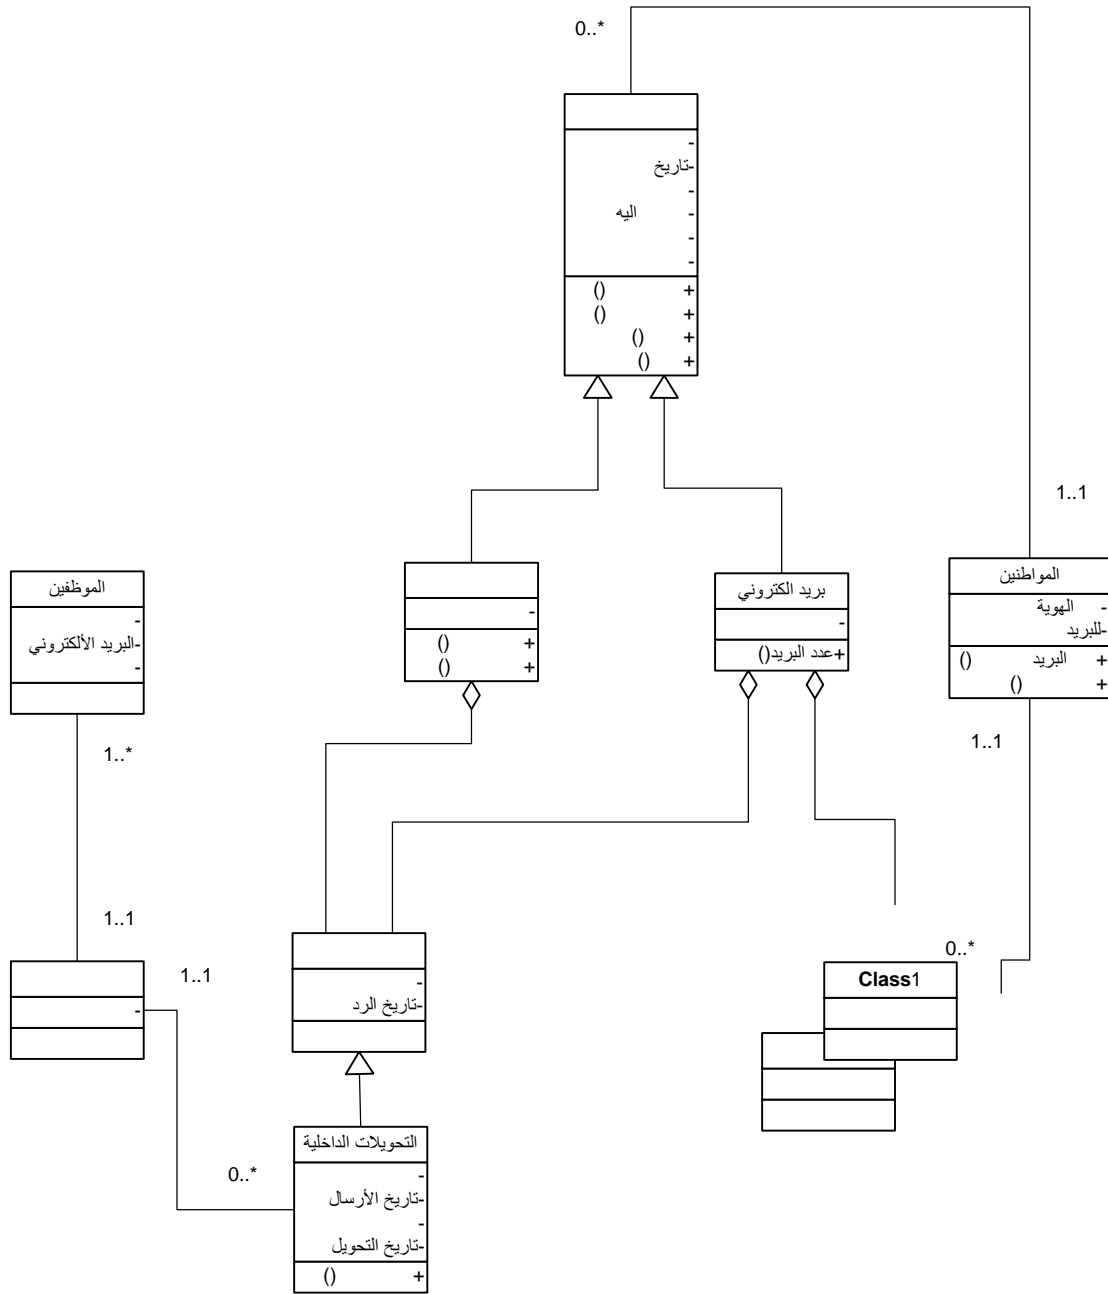 0..*
-
-تاريخ
-
- اليه
-
-
+ ()
+ ()
+ ()
+ ()
1..1
المواطنين
- الهوية
-للبريد
+ البريد ()
+ ()
الموظفين
-
-البريد الألكتروني
-
-
+ ()
+ ()
بريد الكتروني
-
+عدد البريد()
1..*
1..1
1..1
1..1
-
-
-تاريخ الرد
0..*
Class1
0..*
التحويلات الداخلية
-
-تاريخ الأرسال
-
-تاريخ التحويل
+ ()